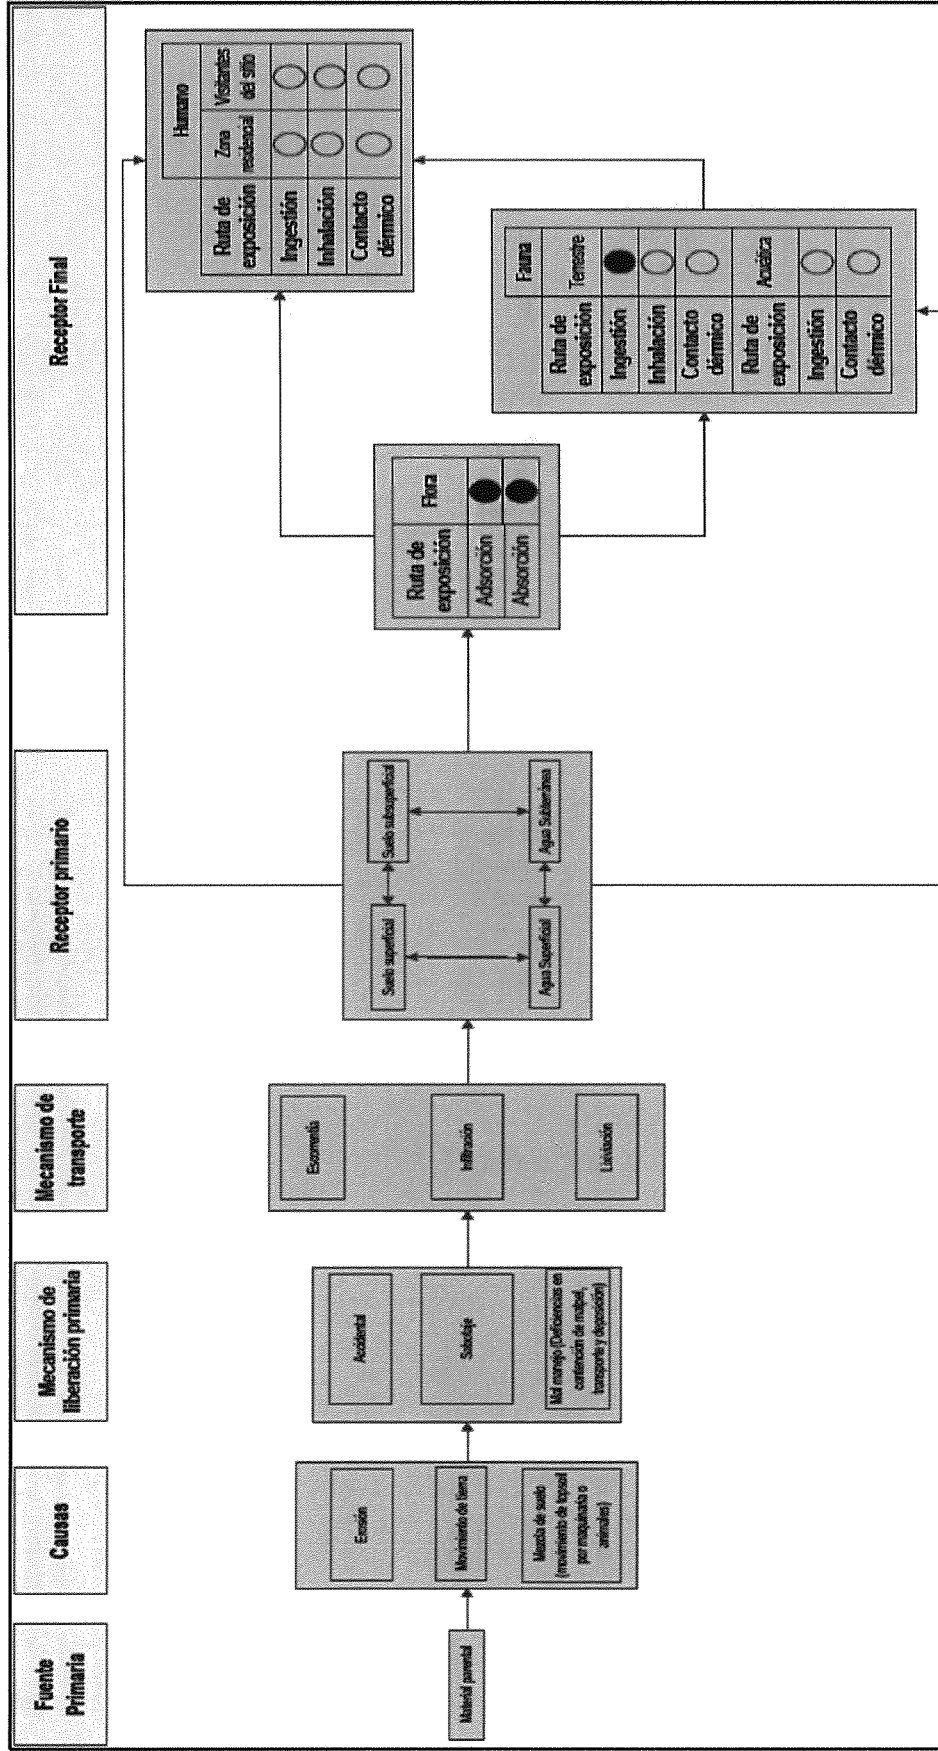 Fuente
Primaria
Causas
Mecanismo de
liberación primaria
Mecanismo de
transporte
Receptor primario
Receptor Final
Material parental
Erosión
Movimiento de tierra
Mezcla de suelo
(movimiento de topsoil
por maquinaria o
animales)
Accidental
Sabotaje
Mal manejo (Deficiencias en
contención de matpel,
transporte y deposición)
Escorrentía
Infiltración
Lixiviación
Suelo superficial
Suelo subsuperficial
Agua Superficial
Agua Subterránea
Ruta de
exposición
Flora
Adsorción
Absorción
Humano
Ruta de
exposición
Zona
residencial
Visitantes
del sitio
Ingestión
Inhalación
Contacto
dérmico
Fauna
Ruta de
exposición
Terrestre
Ingestión
Inhalación
Contacto
dérmico
Ruta de
exposición
Acuática
Ingestión
Contacto
dérmico